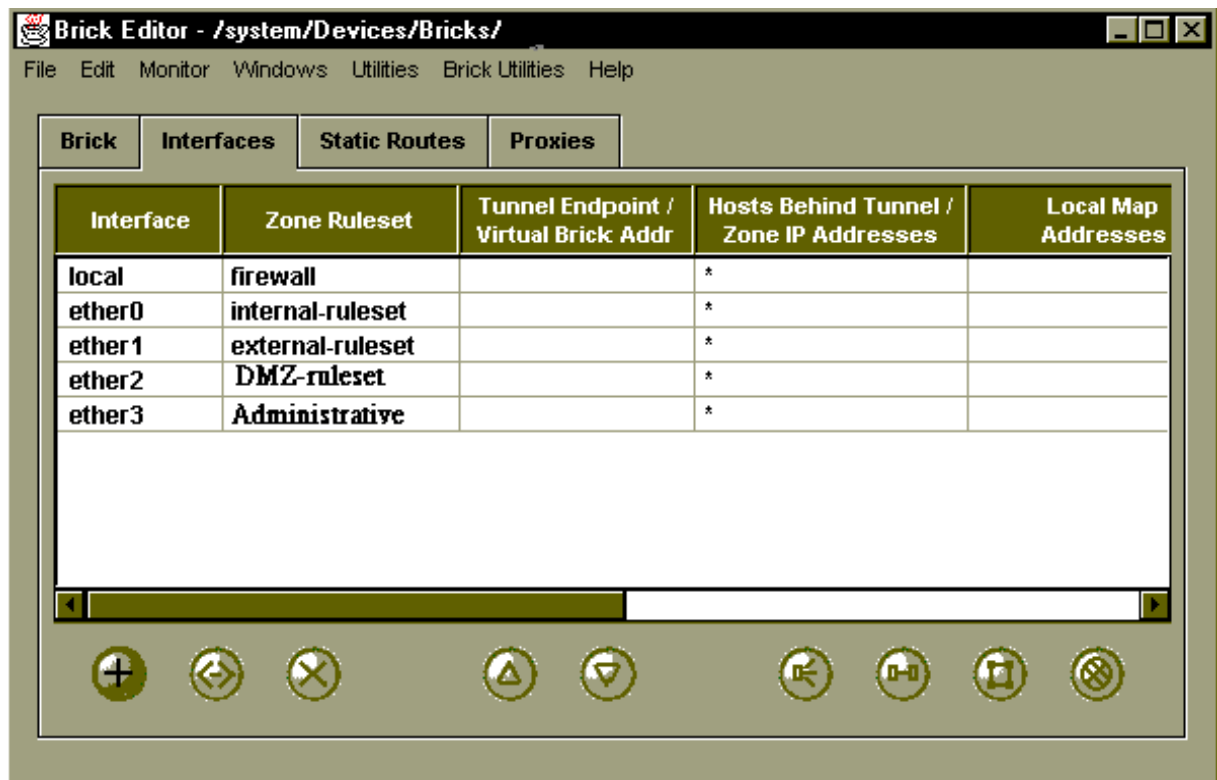 Brick Editor - /system/Devices/Bricks/
File Edit Monitor Windows Utilities Brick Utilities Help
Brick Interfaces Static Routes Proxies
Interface Zone Ruleset Tunnel Endpoint / Virtual Brick Addr Hosts Behind Tunnel / Zone IP Addresses Local Map Addresses
local firewall *
ether0 internal-ruleset *
ether1 external-ruleset *
ether2 DMZ-ruleset *
ether3 Administrative *